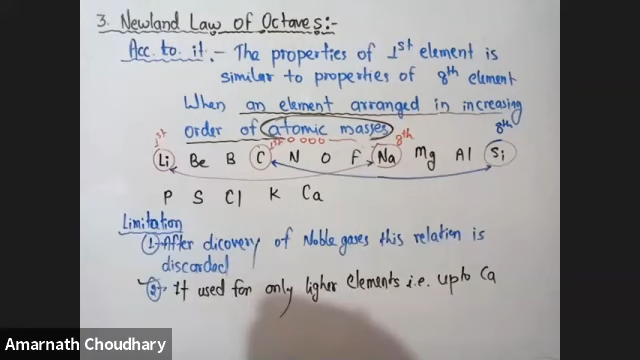 3. Newland Law of Octaves:-
Acc. to it :- The properties of 1st element is
similar to properties of 8th element
When an element arranged in increasing
order of atomic masses
1st 1st 8th 8th
Li Be B C N O F Na Mg Al Si
P S Cl K Ca
Limitation
① After dicovery of Noble gases this relation is
discarded
② It used for only ligher Elements i.e. upto Ca
Amarnath Choudhary